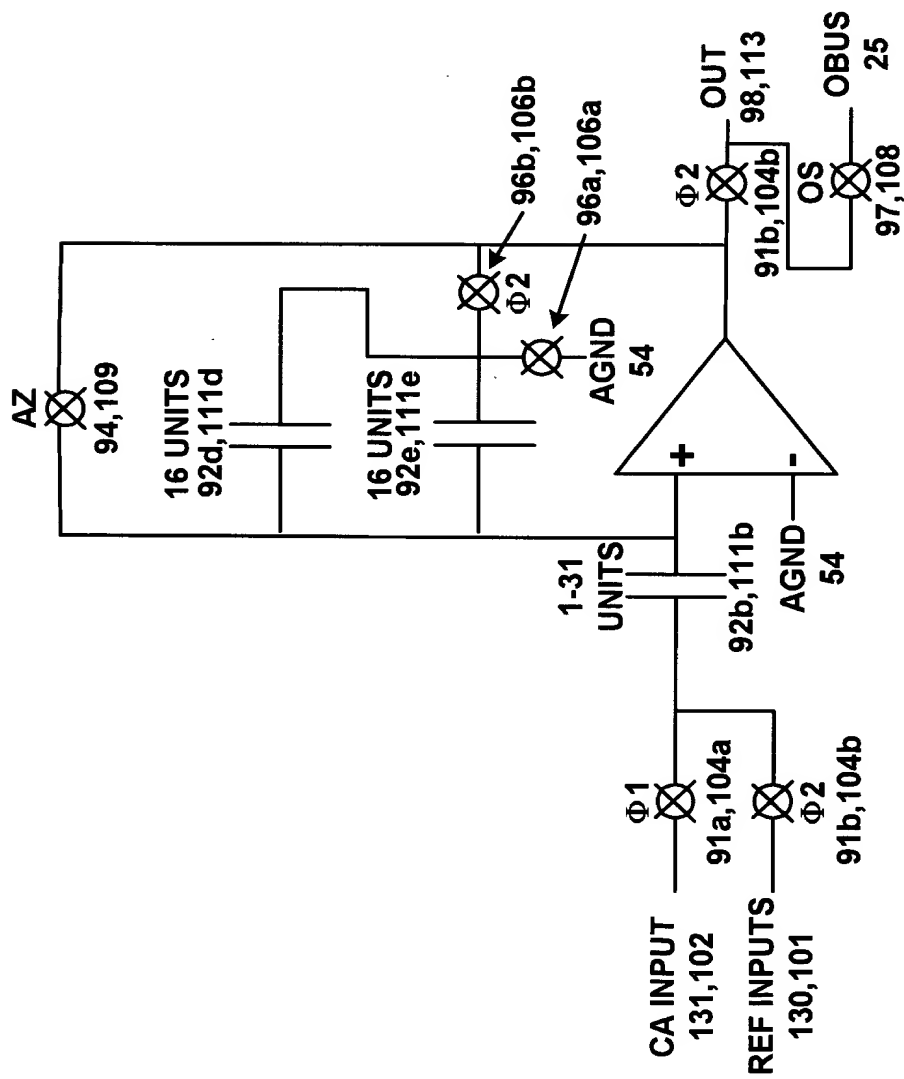 AZ
94,109
16 UNITS
92d,111d
16 UNITS
92e,111e
Φ2
96b,106b
96a,106a
AGND
54
1-31
UNITS
92b,111b
+
-
AGND
54
Φ2
91b,104b
OUT
98,113
OS
97,108
OBUS
25
Φ1
91a,104a
Φ2
91b,104b
CA INPUT
131,102
REF INPUTS
130,101